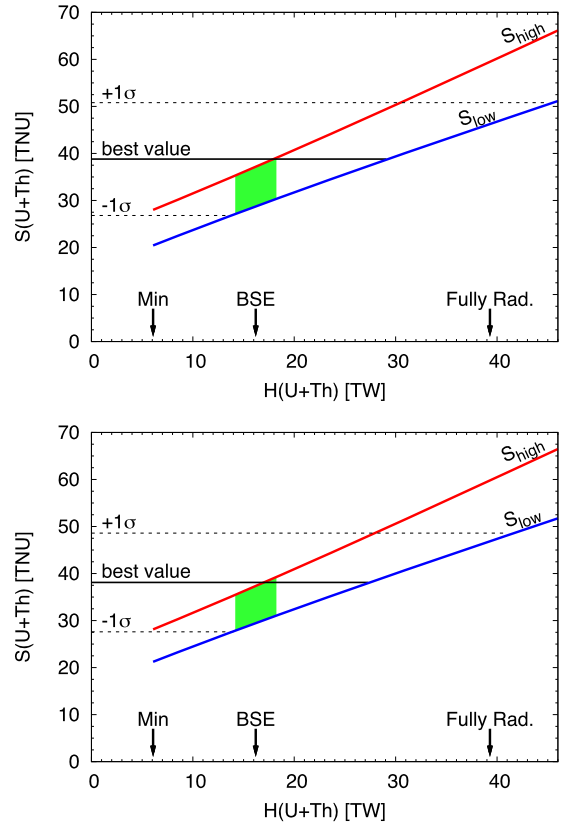 70
60
50
40
30
20
10
0
S(U+Th) [TNU]
S_high
+1σ
S_low
best value
-1σ
Min
BSE
Fully Rad.
0 10 20 30 40
H(U+Th) [TW]
70
60
50
40
30
20
10
0
S(U+Th) [TNU]
S_high
S_low
+1σ
best value
-1σ
Min
BSE
Fully Rad.
0 10 20 30 40
H(U+Th) [TW]